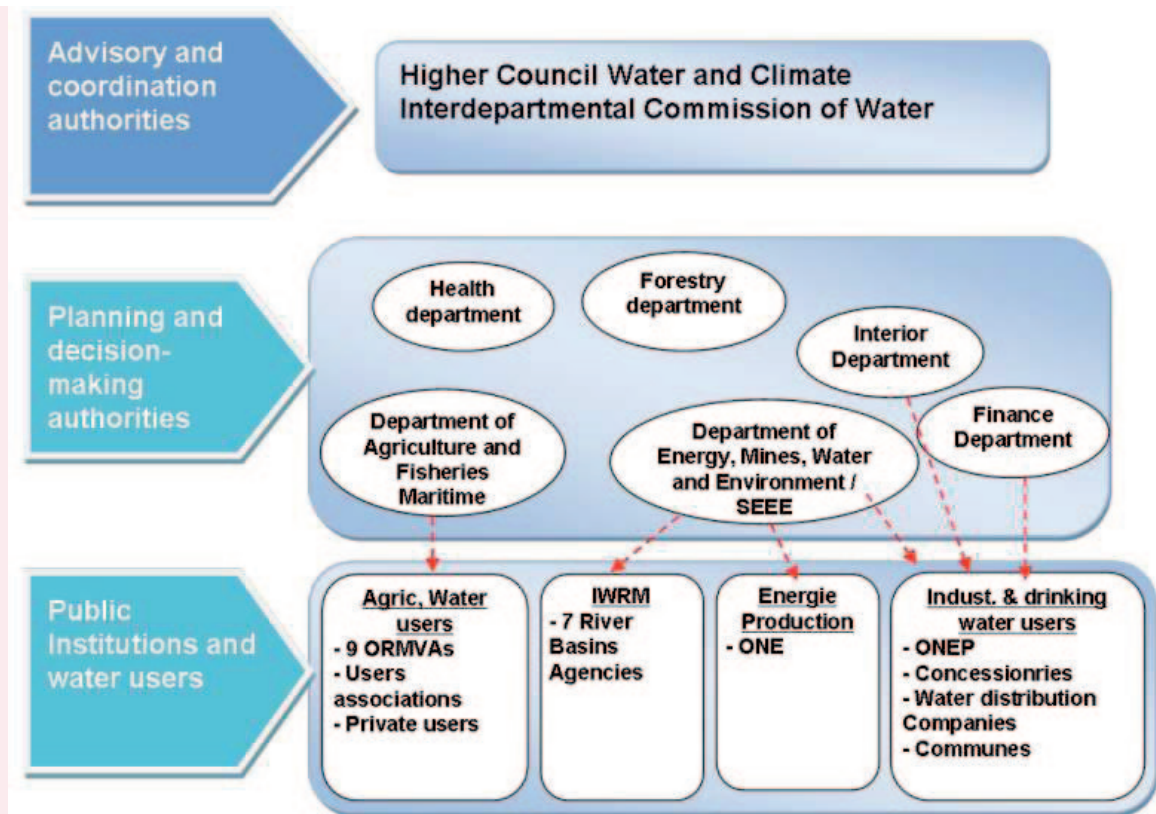 Advisory and
coordination
authorities
Higher Council Water and Climate
Interdepartmental Commission of Water
Planning and
decision-
making
authorities
Health
department
Forestry
department
Interior
Department
Finance
Department
Department of
Agriculture and
Fisheries
Maritime
Department of
Energy, Mines, Water
and Environment /
SEEE
Public
Institutions and
water users
Agric, Water
users
- 9 ORMVAs
- Users
associations
- Private users
IWRM
- 7 River
Basins
Agencies
Energie
Production
- ONE
Indust. & drinking
water users
- ONEP
- Concessionries
- Water distribution
Companies
- Communes